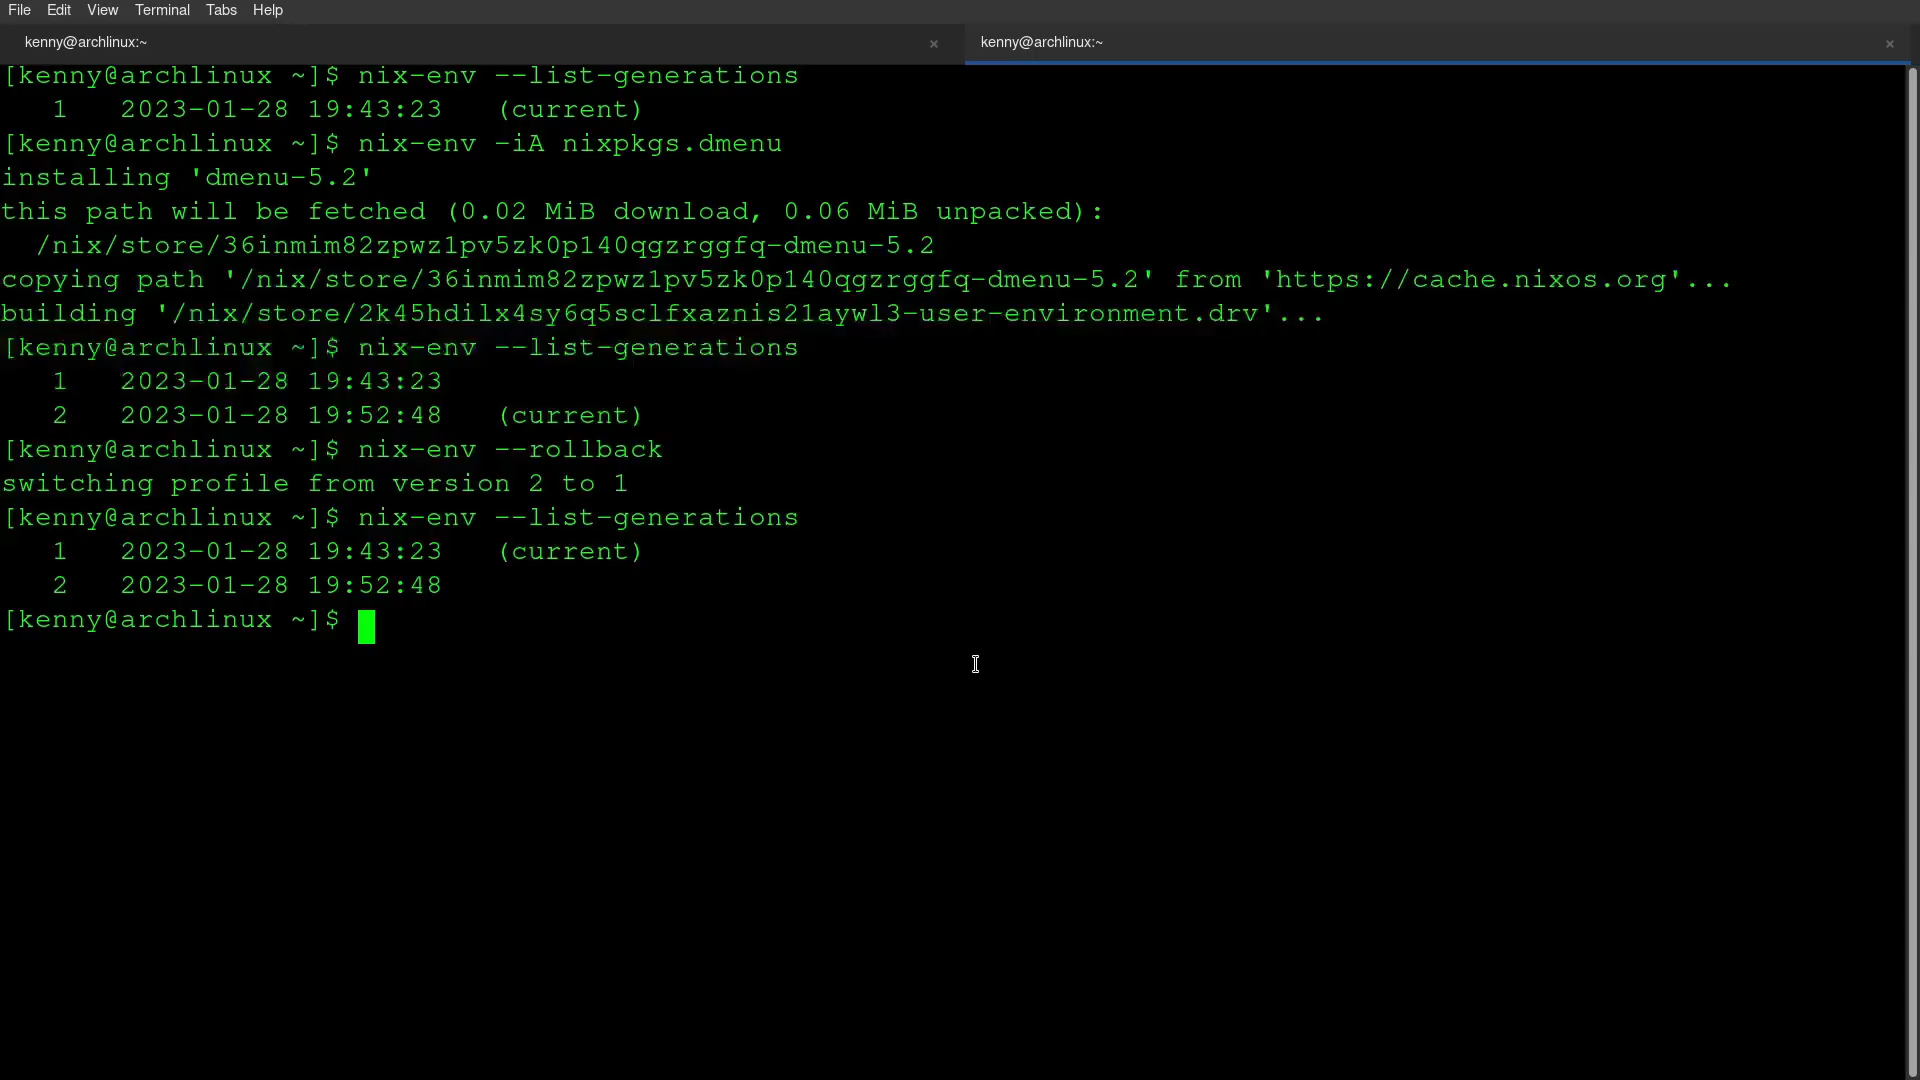 File Edit View Terminal Tabs Help
kenny@archlinux:~ × kenny@archlinux:~ ×
[kenny@archlinux ~]$ nix-env --list-generations
   1   2023-01-28 19:43:23   (current)
[kenny@archlinux ~]$ nix-env -iA nixpkgs.dmenu
installing 'dmenu-5.2'
this path will be fetched (0.02 MiB download, 0.06 MiB unpacked):
  /nix/store/36inmim82zpwz1pv5zk0p140qgzrggfq-dmenu-5.2
copying path '/nix/store/36inmim82zpwz1pv5zk0p140qgzrggfq-dmenu-5.2' from 'https://cache.nixos.org'...
building '/nix/store/2k45hdilx4sy6q5sclfxaznis21aywl3-user-environment.drv'...
[kenny@archlinux ~]$ nix-env --list-generations
   1   2023-01-28 19:43:23
   2   2023-01-28 19:52:48   (current)
[kenny@archlinux ~]$ nix-env --rollback
switching profile from version 2 to 1
[kenny@archlinux ~]$ nix-env --list-generations
   1   2023-01-28 19:43:23   (current)
   2   2023-01-28 19:52:48
[kenny@archlinux ~]$